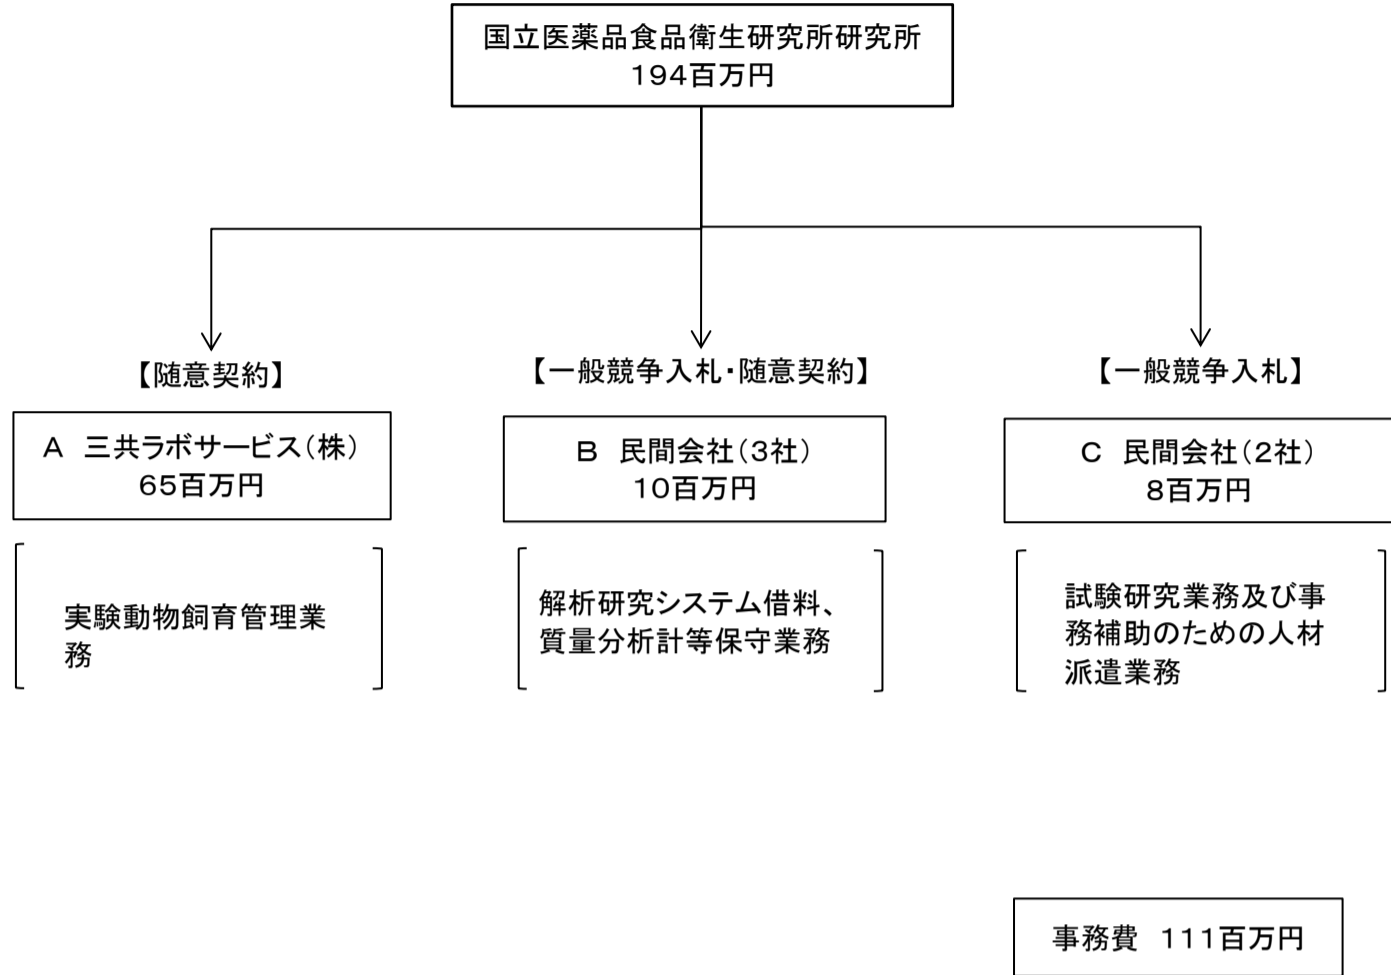 国立医薬品食品衛生研究所研究所
194百万円
【随意契約】
【一般競争入札・随意契約】
【一般競争入札】
A　三共ラボサービス（株）
65百万円
B　民間会社（3社）
10百万円
C　民間会社（2社）
8百万円
実験動物飼育管理業
務
解析研究システム借料、
質量分析計等保守業務
試験研究業務及び事
務補助のための人材
派遣業務
事務費　111百万円